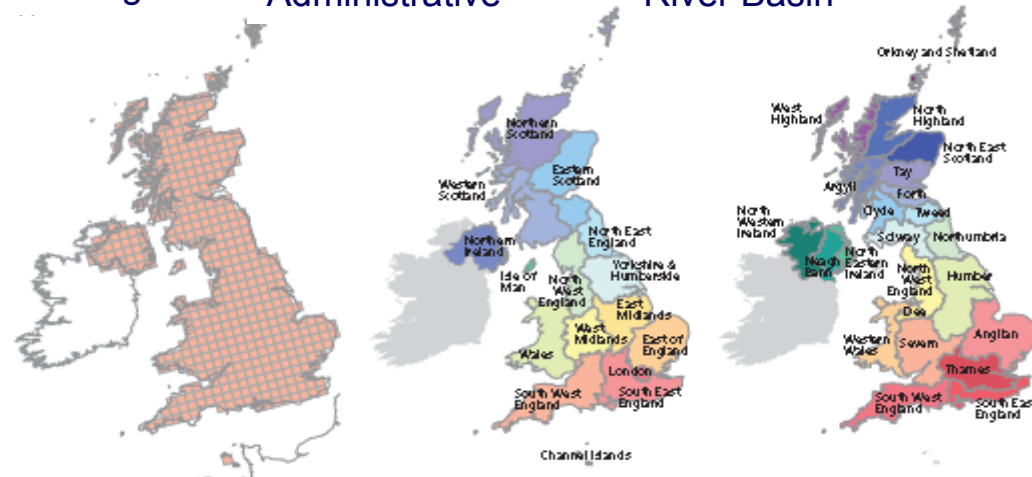 Administrative
River Basin
Northern
Scotland
Eastern
Scotland
Western
Scotland
Northern
Ireland
North East
England
Isle of
Man
North
West
England
Yorkshire &
Humberside
East
Midlands
West
Midlands
Wales
East of
England
London
South West
England
South East
England
Channel Islands
Orkney and Shetland
West
Highland
North
Highland
North East
Scotland
Tay
Argyll
Forth
Clyde
Tweed
North
Western
Ireland
Solway
Northumbria
Neagh
Bann
North
Eastern
Ireland
North
West
England
Humber
Dee
Western
Wales
Severn
Anglian
Thames
South West
England
South Eas
England